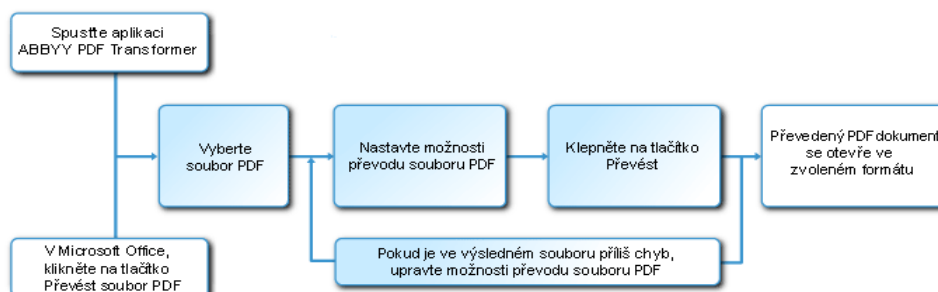 Spusťte aplikaci
ABBYY PDF Transformer
Vyberte
soubor PDF
Nastavte možnosti
převodu souboru PDF
Klepněte na tlačítko
Převést
Převedený PDF dokument
se otevře ve
zvoleném formátu
V Microsoft Office,
klikněte na tlačítko
Převést soubor PDF
Pokud je ve výsledném souboru příliš chyb,
upravte možnosti převodu souboru PDF